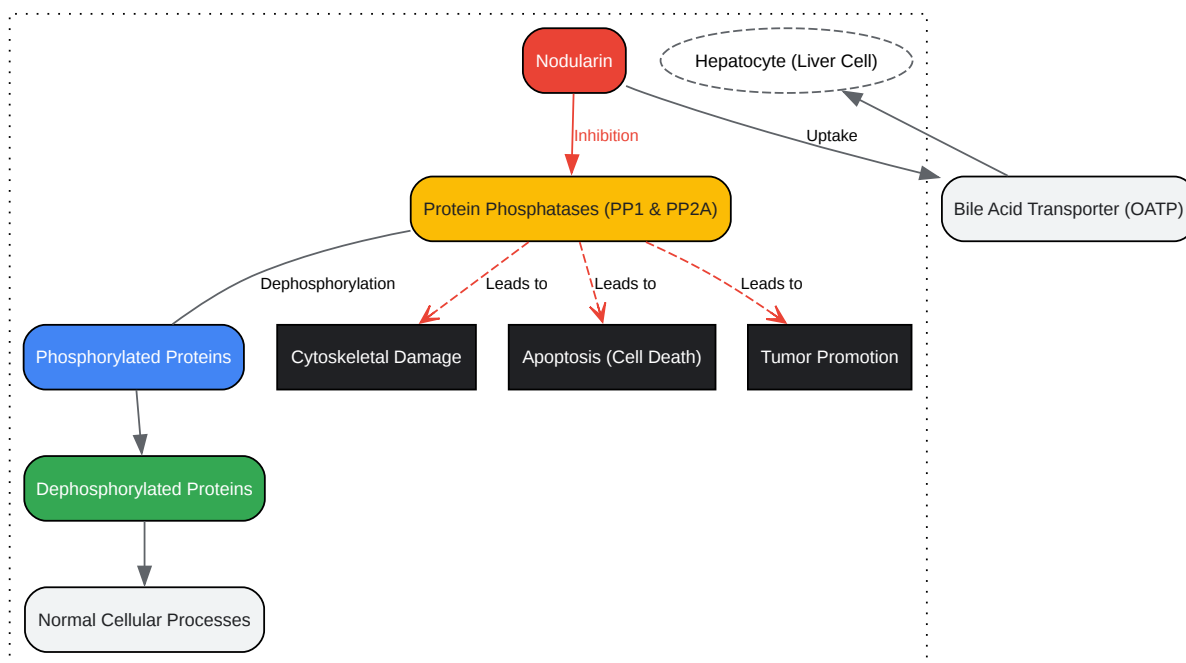 Nodularin
Hepatocyte (Liver Cell)
Inhibition
Uptake
Protein Phosphatases (PP1 & PP2A)
Bile Acid Transporter (OATP)
Dephosphorylation
Leads to
Leads to
Leads to
Phosphorylated Proteins
Cytoskeletal Damage
Apoptosis (Cell Death)
Tumor Promotion
Dephosphorylated Proteins
Normal Cellular Processes